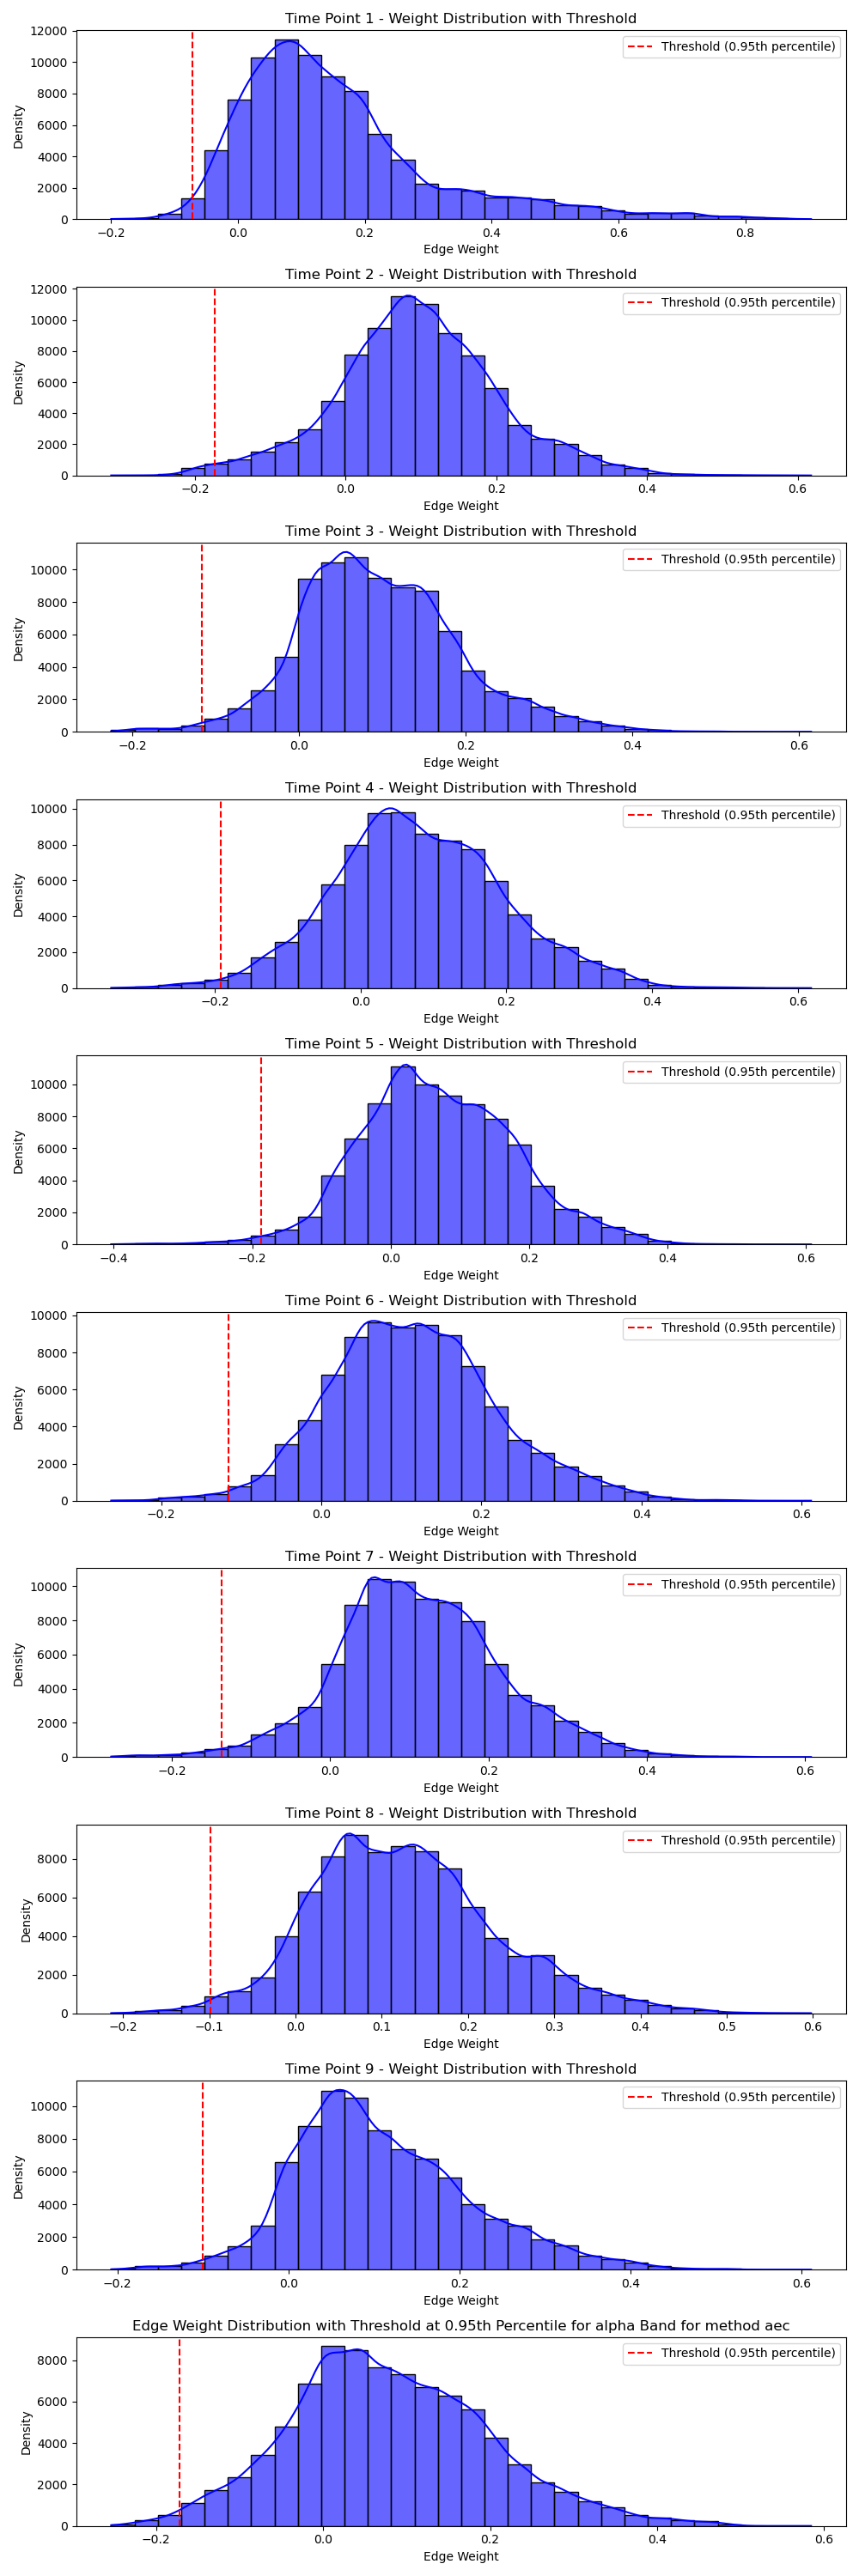 Time Point 1 - Weight Distribution with Threshold
12000
10000
8000
6000
4000
2000
0
Density
Threshold (0.95th percentile)
−0.2 0.0 0.2 0.4 0.6 0.8
Edge Weight
Time Point 2 - Weight Distribution with Threshold
12000
10000
8000
6000
4000
2000
0
Density
Threshold (0.95th percentile)
−0.2 0.0 0.2 0.4 0.6
Edge Weight
Time Point 3 - Weight Distribution with Threshold
10000
8000
6000
4000
2000
0
Density
Threshold (0.95th percentile)
−0.2 0.0 0.2 0.4 0.6
Edge Weight
Time Point 4 - Weight Distribution with Threshold
10000
8000
6000
4000
2000
0
Density
Threshold (0.95th percentile)
−0.2 0.0 0.2 0.4 0.6
Edge Weight
Time Point 5 - Weight Distribution with Threshold
10000
8000
6000
4000
2000
0
Density
Threshold (0.95th percentile)
−0.4 −0.2 0.0 0.2 0.4 0.6
Edge Weight
Time Point 6 - Weight Distribution with Threshold
10000
8000
6000
4000
2000
0
Density
Threshold (0.95th percentile)
−0.2 0.0 0.2 0.4 0.6
Edge Weight
Time Point 7 - Weight Distribution with Threshold
10000
8000
6000
4000
2000
0
Density
Threshold (0.95th percentile)
−0.2 0.0 0.2 0.4 0.6
Edge Weight
Time Point 8 - Weight Distribution with Threshold
8000
6000
4000
2000
0
Density
Threshold (0.95th percentile)
−0.2 −0.1 0.0 0.1 0.2 0.3 0.4 0.5 0.6
Edge Weight
Time Point 9 - Weight Distribution with Threshold
10000
8000
6000
4000
2000
0
Density
Threshold (0.95th percentile)
−0.2 0.0 0.2 0.4 0.6
Edge Weight
Edge Weight Distribution with Threshold at 0.95th Percentile for alpha Band for method aec
8000
6000
4000
2000
0
Density
Threshold (0.95th percentile)
−0.2 0.0 0.2 0.4 0.6
Edge Weight